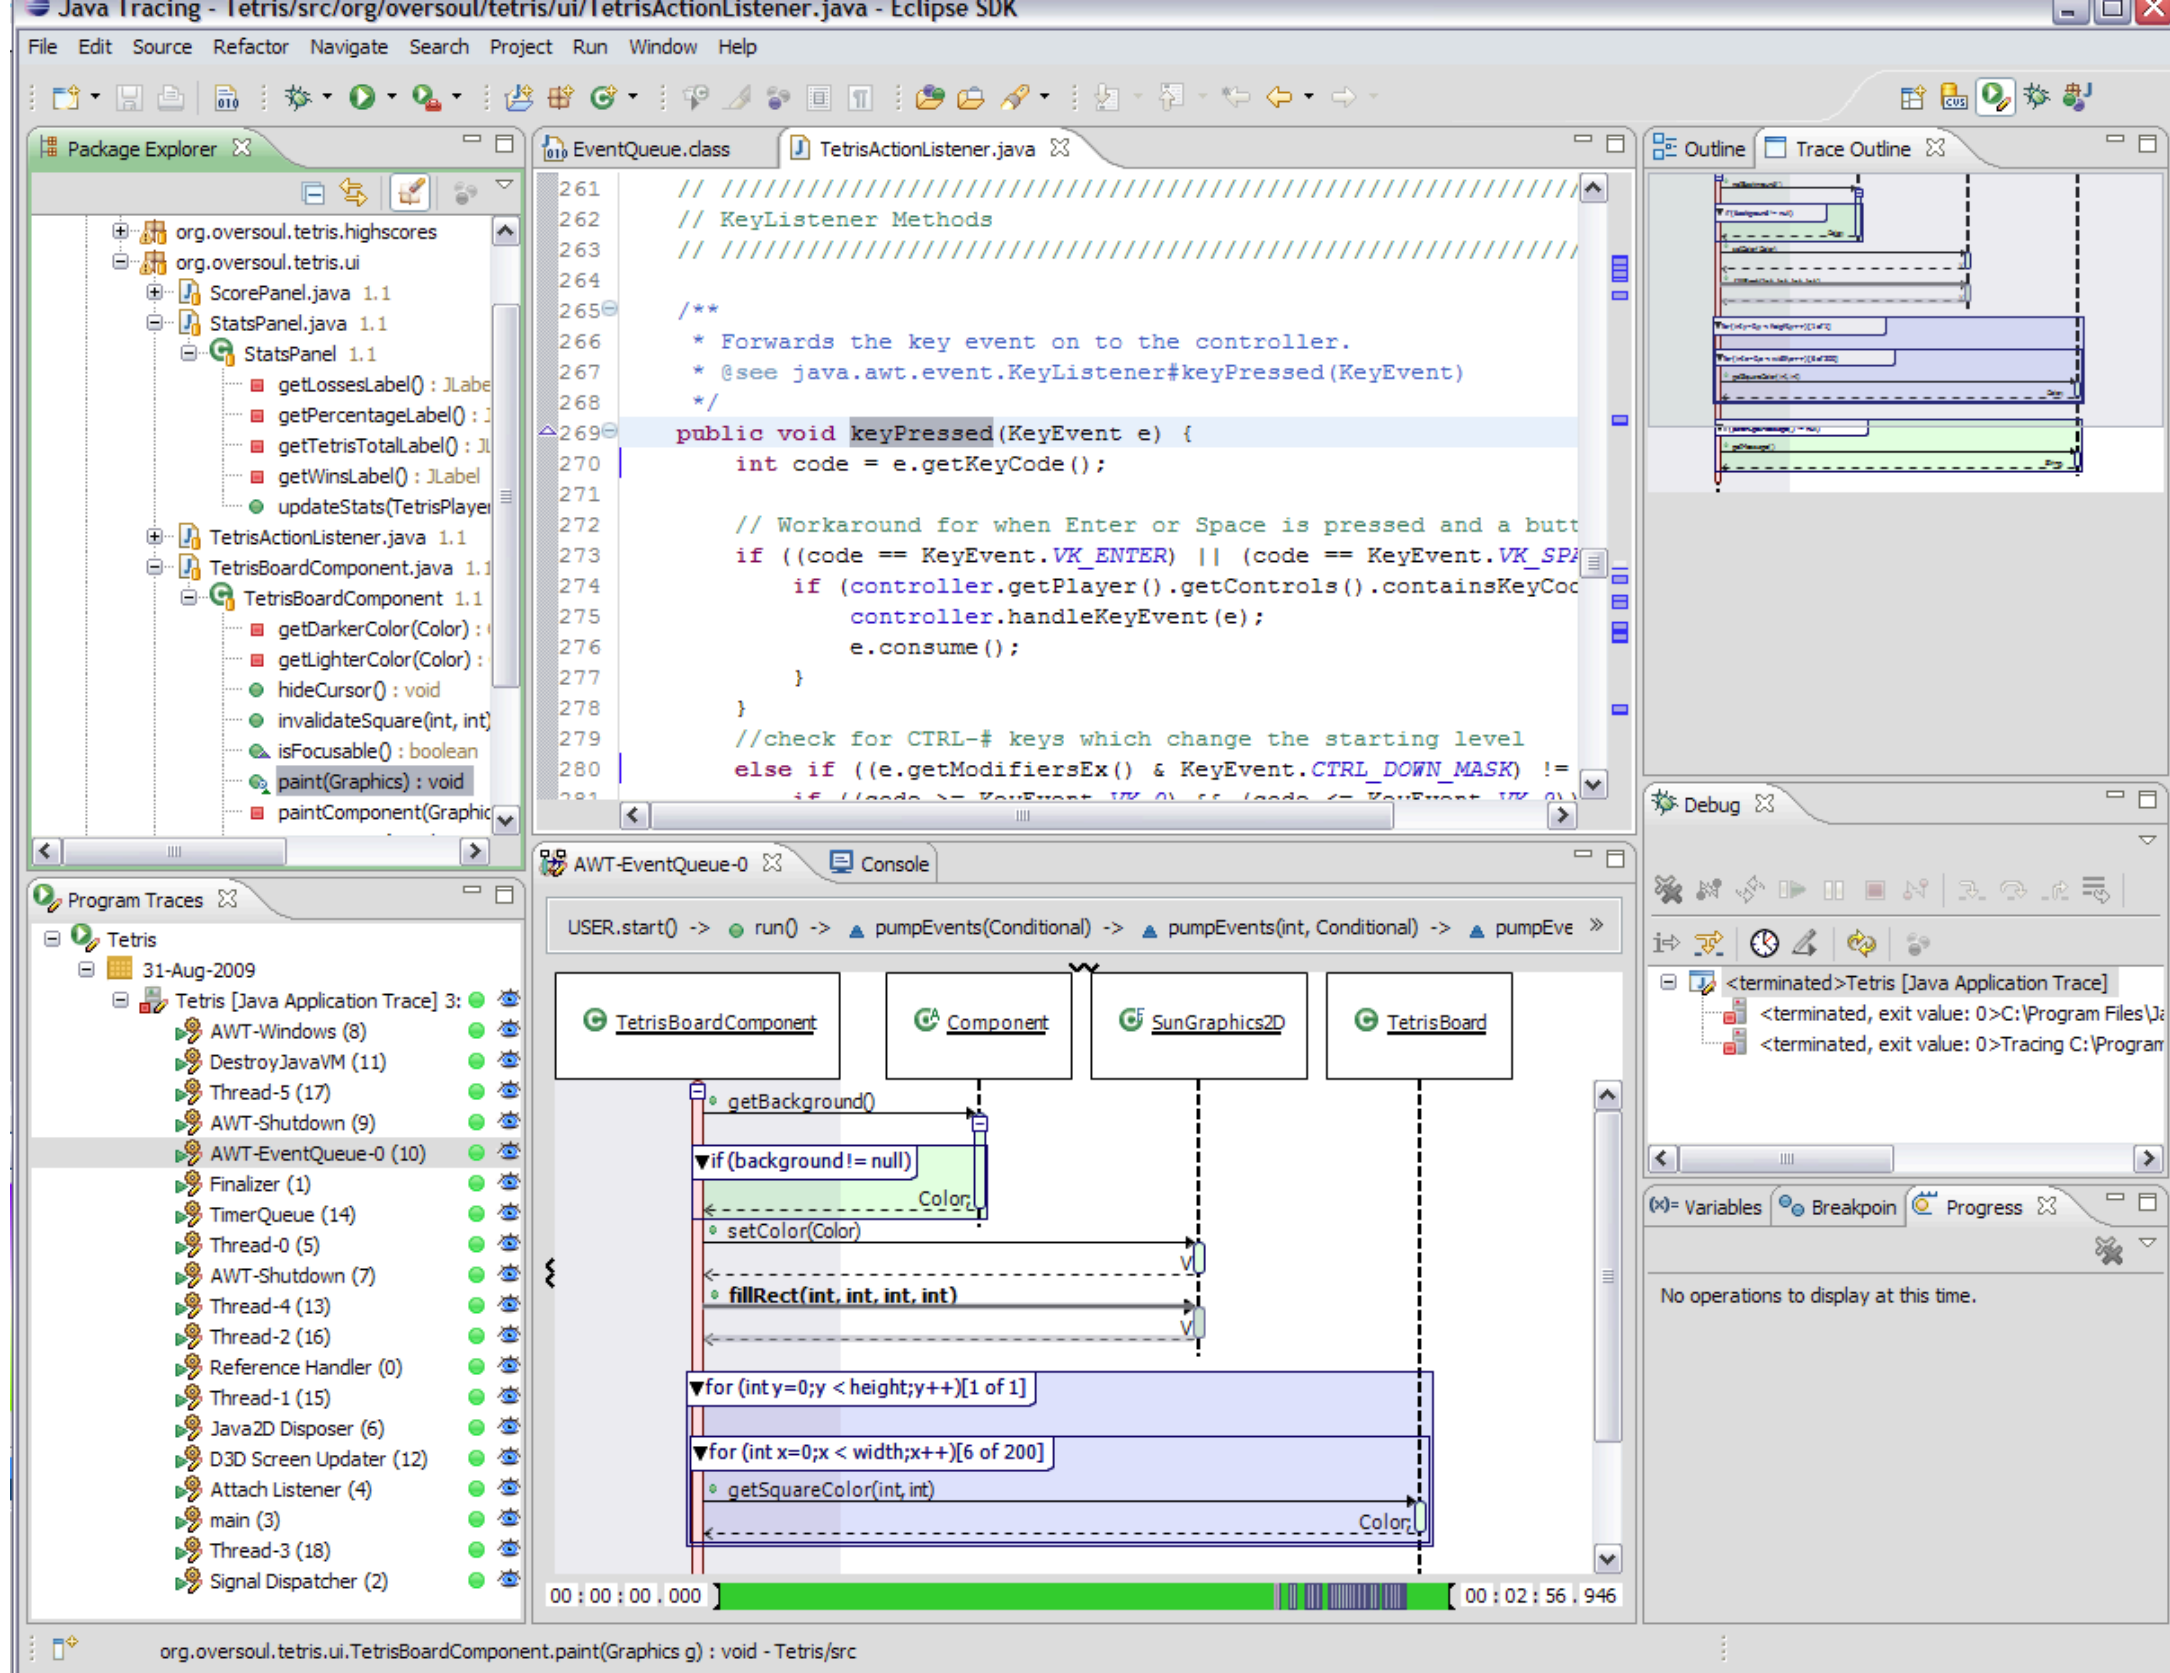 Java Tracing - Tetris/src/org/oversoul/tetris/ui/TetrisActionListener.java - Eclipse SDK
File Edit Source Refactor Navigate Search Project Run Window Help
Package Explorer
org.oversoul.tetris.highscores
org.oversoul.tetris.ui
ScorePanel.java 1.1
StatsPanel.java 1.1
StatsPanel 1.1
getLossesLabel() : JLabe
getPercentageLabel() : J
getTetrisTotalLabel() : JL
getWinsLabel() : JLabel
updateStats(TetrisPlayer
TetrisActionListener.java 1.1
TetrisBoardComponent.java 1.1
TetrisBoardComponent 1.1
getDarkerColor(Color) :
getLighterColor(Color) :
hideCursor() : void
invalidateSquare(int, int)
isFocusable() : boolean
paint(Graphics) : void
paintComponent(Graphic
EventQueue.class TetrisActionListener.java
261 // ////////////////////////////////////////////////////////////
262 // KeyListener Methods
263 // ////////////////////////////////////////////////////////////
264
265 /**
266 * Forwards the key event on to the controller.
267 * @see java.awt.event.KeyListener#keyPressed(KeyEvent)
268 */
269 public void keyPressed(KeyEvent e) {
270 int code = e.getKeyCode();
271
272 // Workaround for when Enter or Space is pressed and a butt
273 if ((code == KeyEvent.VK_ENTER) || (code == KeyEvent.VK_SPA
274 if (controller.getPlayer().getControls().containsKeyCod
275 controller.handleKeyEvent(e);
276 e.consume();
277 }
278 }
279 //check for CTRL-# keys which change the starting level
280 else if ((e.getModifiersEx() & KeyEvent.CTRL_DOWN_MASK) !=
281 if ((code >= KeyEvent.VK_0) && (code <= KeyEvent.VK_9))
Outline Trace Outline
Program Traces
Tetris
31-Aug-2009
Tetris [Java Application Trace] 3:
AWT-Windows (8)
DestroyJavaVM (11)
Thread-5 (17)
AWT-Shutdown (9)
AWT-EventQueue-0 (10)
Finalizer (1)
TimerQueue (14)
Thread-0 (5)
AWT-Shutdown (7)
Thread-4 (13)
Thread-2 (16)
Reference Handler (0)
Thread-1 (15)
Java2D Disposer (6)
D3D Screen Updater (12)
Attach Listener (4)
main (3)
Thread-3 (18)
Signal Dispatcher (2)
AWT-EventQueue-0 Console
USER.start() -> run() -> pumpEvents(Conditional) -> pumpEvents(int, Conditional) -> pumpEve »
TetrisBoardComponent Component SunGraphics2D TetrisBoard
getBackground()
if (background != null)
Color;
setColor(Color)
V
fillRect(int, int, int, int)
V
for (int y=0;y < height;y++)[1 of 1]
for (int x=0;x < width;x++)[6 of 200]
getSquareColor(int, int)
Color;
00:00:00.000 00:02:56.946
Debug
<terminated>Tetris [Java Application Trace]
<terminated, exit value: 0>C:\Program Files\Ja
<terminated, exit value: 0>Tracing C:\Program
(x)= Variables Breakpoin Progress
No operations to display at this time.
org.oversoul.tetris.ui.TetrisBoardComponent.paint(Graphics g) : void - Tetris/src